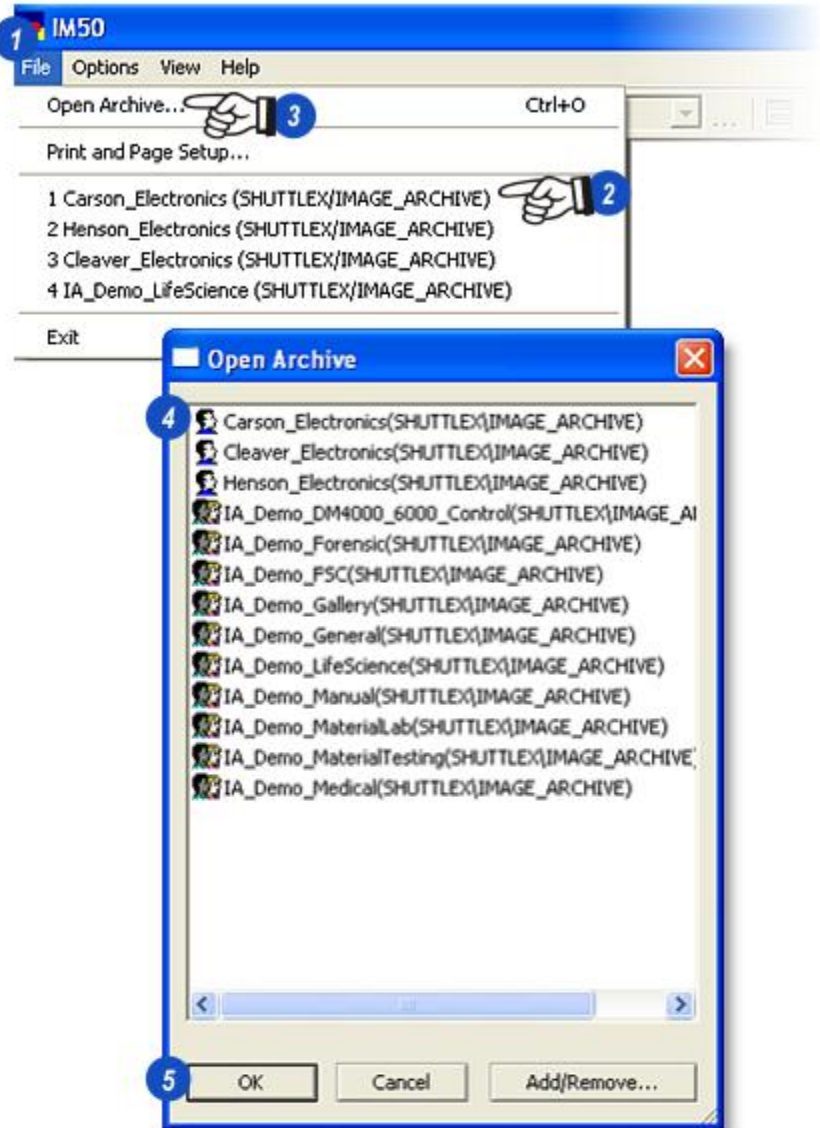 1 IM50
File Options View Help
Open Archive... 3 Ctrl+O
...
Print and Page Setup...
1 Carson_Electronics (SHUTTLEX/IMAGE_ARCHIVE) 2
2 Henson_Electronics (SHUTTLEX/IMAGE_ARCHIVE)
3 Cleaver_Electronics (SHUTTLEX/IMAGE_ARCHIVE)
4 IA_Demo_LifeScience (SHUTTLEX/IMAGE_ARCHIVE)
Exit
Open Archive
4 Carson_Electronics(SHUTTLEX\IMAGE_ARCHIVE)
Cleaver_Electronics(SHUTTLEX\IMAGE_ARCHIVE)
Henson_Electronics(SHUTTLEX\IMAGE_ARCHIVE)
IA_Demo_DM4000_6000_Control(SHUTTLEX\IMAGE_AI
IA_Demo_Forensic(SHUTTLEX\IMAGE_ARCHIVE)
IA_Demo_FSC(SHUTTLEX\IMAGE_ARCHIVE)
IA_Demo_Gallery(SHUTTLEX\IMAGE_ARCHIVE)
IA_Demo_General(SHUTTLEX\IMAGE_ARCHIVE)
IA_Demo_LifeScience(SHUTTLEX\IMAGE_ARCHIVE)
IA_Demo_Manual(SHUTTLEX\IMAGE_ARCHIVE)
IA_Demo_MaterialLab(SHUTTLEX\IMAGE_ARCHIVE)
IA_Demo_MaterialTesting(SHUTTLEX\IMAGE_ARCHIVE
IA_Demo_Medical(SHUTTLEX\IMAGE_ARCHIVE)
5 OK Cancel Add/Remove...